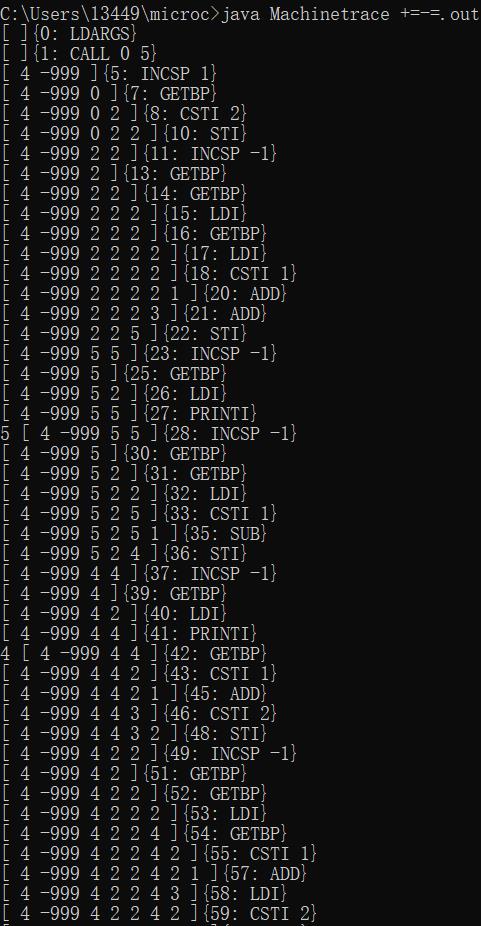 C:\Users\13449\microc>java Machinetrace +=-=.out
[ ]{0: LDARGS}
[ ]{1: CALL 0 5}
[ 4 -999 ]{5: INCSP 1}
[ 4 -999 0 ]{7: GETBP}
[ 4 -999 0 2 ]{8: CSTI 2}
[ 4 -999 0 2 2 ]{10: STI}
[ 4 -999 2 2 ]{11: INCSP -1}
[ 4 -999 2 ]{13: GETBP}
[ 4 -999 2 2 ]{14: GETBP}
[ 4 -999 2 2 2 ]{15: LDI}
[ 4 -999 2 2 2 ]{16: GETBP}
[ 4 -999 2 2 2 2 ]{17: LDI}
[ 4 -999 2 2 2 2 ]{18: CSTI 1}
[ 4 -999 2 2 2 2 1 ]{20: ADD}
[ 4 -999 2 2 2 3 ]{21: ADD}
[ 4 -999 2 2 5 ]{22: STI}
[ 4 -999 5 5 ]{23: INCSP -1}
[ 4 -999 5 ]{25: GETBP}
[ 4 -999 5 2 ]{26: LDI}
[ 4 -999 5 5 ]{27: PRINTI}
5 [ 4 -999 5 5 ]{28: INCSP -1}
[ 4 -999 5 ]{30: GETBP}
[ 4 -999 5 2 ]{31: GETBP}
[ 4 -999 5 2 2 ]{32: LDI}
[ 4 -999 5 2 5 ]{33: CSTI 1}
[ 4 -999 5 2 5 1 ]{35: SUB}
[ 4 -999 5 2 4 ]{36: STI}
[ 4 -999 4 4 ]{37: INCSP -1}
[ 4 -999 4 ]{39: GETBP}
[ 4 -999 4 2 ]{40: LDI}
[ 4 -999 4 4 ]{41: PRINTI}
4 [ 4 -999 4 4 ]{42: GETBP}
[ 4 -999 4 4 2 ]{43: CSTI 1}
[ 4 -999 4 4 2 1 ]{45: ADD}
[ 4 -999 4 4 3 ]{46: CSTI 2}
[ 4 -999 4 4 3 2 ]{48: STI}
[ 4 -999 4 2 2 ]{49: INCSP -1}
[ 4 -999 4 2 ]{51: GETBP}
[ 4 -999 4 2 2 ]{52: GETBP}
[ 4 -999 4 2 2 2 ]{53: LDI}
[ 4 -999 4 2 2 4 ]{54: GETBP}
[ 4 -999 4 2 2 4 2 ]{55: CSTI 1}
[ 4 -999 4 2 2 4 2 1 ]{57: ADD}
[ 4 -999 4 2 2 4 3 ]{58: LDI}
[ 4 -999 4 2 2 4 2 ]{59: CSTI 2}